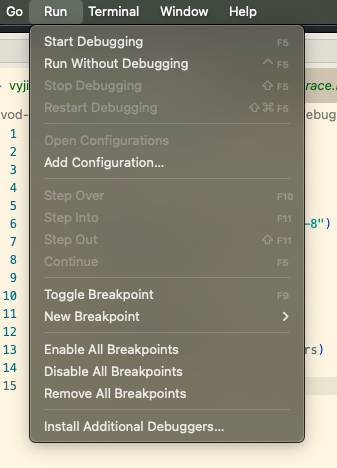 Go Run Terminal Window Help
Start Debugging F5
Run Without Debugging ⌃ F5
Stop Debugging ⇧ F5
Restart Debugging ⇧ ⌘ F5
Open Configurations
Add Configuration...
Step Over F10
Step Into F11
Step Out ⇧ F11
Continue F5
Toggle Breakpoint F9
New Breakpoint >
Enable All Breakpoints
Disable All Breakpoints
Remove All Breakpoints
Install Additional Debuggers...
vyji
race.
vod-
ebug
1
2
3
4
5
6 -8")
7
8
9
10
11
12
13 rs)
14
15